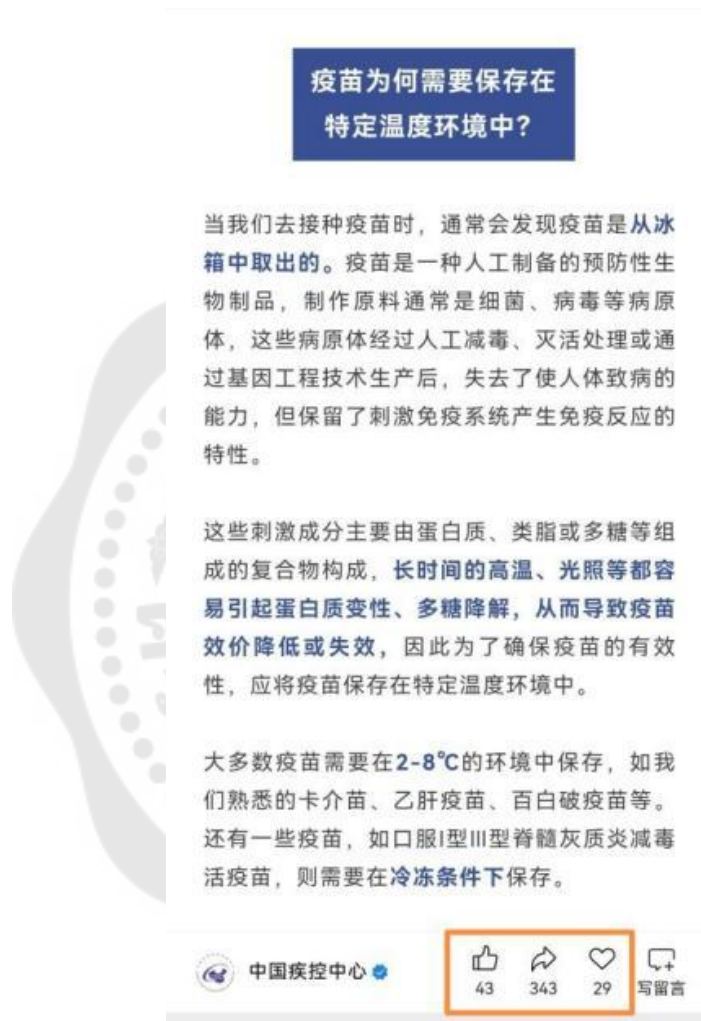 疫苗为何需要保存在
特定温度环境中？
当我们去接种疫苗时，通常会发现疫苗是从冰
箱中取出的。疫苗是一种人工制备的预防性生
物制品，制作原料通常是细菌、病毒等病原
体，这些病原体经过人工减毒、灭活处理或通
过基因工程技术生产后，失去了使人体致病的
能力，但保留了刺激免疫系统产生免疫反应的
特性。
这些刺激成分主要由蛋白质、类脂或多糖等组
成的复合物构成，长时间的高温、光照等都容
易引起蛋白质变性、多糖降解，从而导致疫苗
效价降低或失效，因此为了确保疫苗的有效
性，应将疫苗保存在特定温度环境中。
大多数疫苗需要在2-8℃的环境中保存，如我
们熟悉的卡介苗、乙肝疫苗、百白破疫苗等。
还有一些疫苗，如口服I型III型脊髓灰质炎减毒
活疫苗，则需要在冷冻条件下保存。
中国疾控中心
43 343 29 写留言